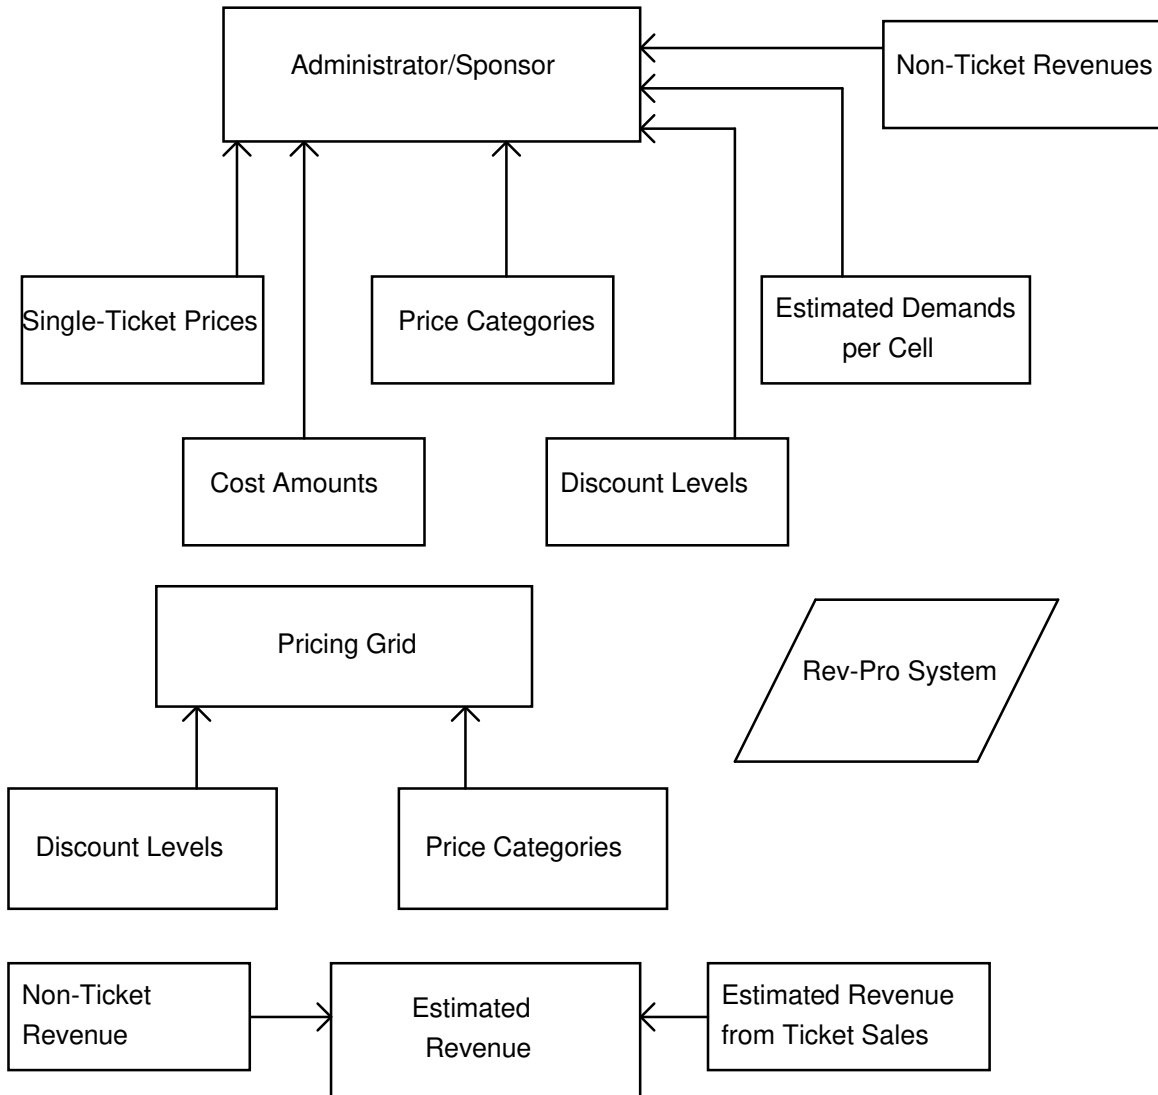 Administrator/Sponsor
Non-Ticket Revenues
Single-Ticket Prices
Price Categories
Estimated Demands
per Cell
Cost Amounts
Discount Levels
Pricing Grid
Rev-Pro System
Discount Levels
Price Categories
Non-Ticket
Revenue
Estimated
Revenue
Estimated Revenue
from Ticket Sales